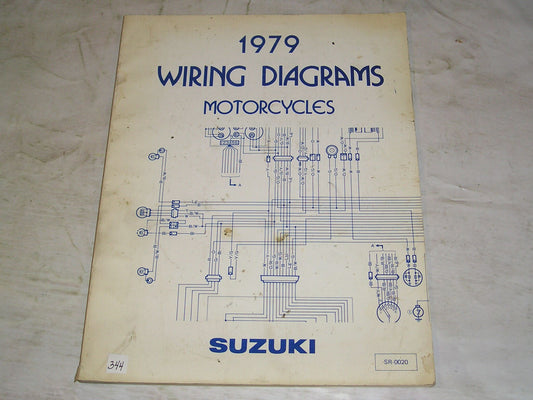 1979
WIRING DIAGRAMS
MOTORCYCLES
SUZUKI
SR-0020
344